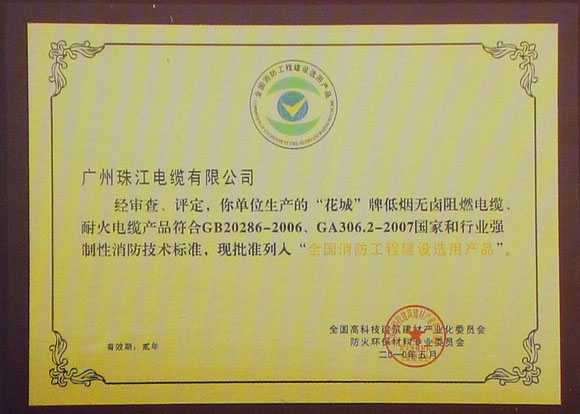 全国消防工程建设选用产品
广州珠江电缆有限公司
经审查、评定，你单位生产的“花城”牌低烟无卤阻燃电缆、
耐火电缆产品符合GB20286-2006、GA306.2-2007国家和行业强
制性消防技术标准，现批准列入“全国消防工程建设选用产品”。
全国高科技建筑建材产业化委员会
防火环保材料专业委员会
有效期：贰年
二〇一〇年五月